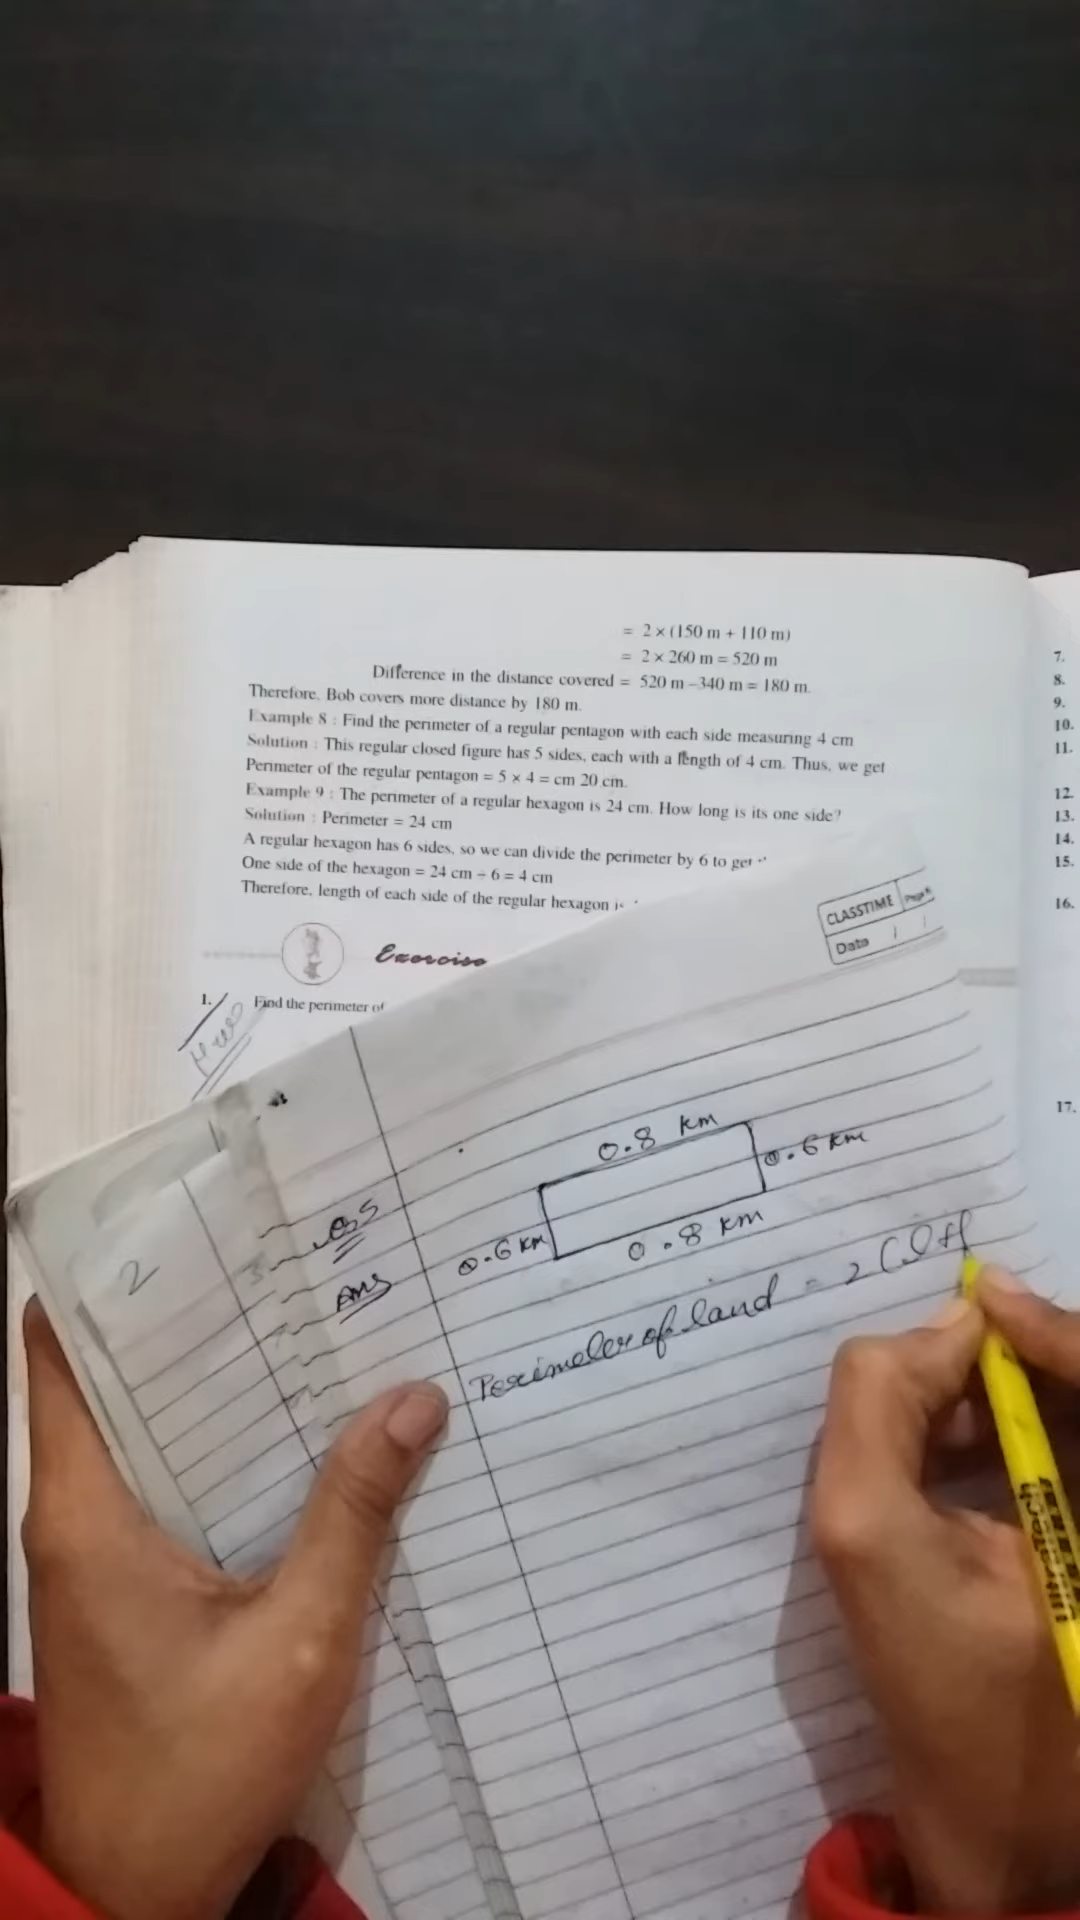 = 2 × (150 m + 110 m)
= 2 × 260 m = 520 m
Difference in the distance covered = 520 m – 340 m = 180 m.
Therefore, Bob covers more distance by 180 m.
Example 8 : Find the perimeter of a regular pentagon with each side measuring 4 cm
Solution : This regular closed figure has 5 sides, each with a length of 4 cm. Thus, we get
Perimeter of the regular pentagon = 5 × 4 = cm 20 cm.
Example 9 : The perimeter of a regular hexagon is 24 cm. How long is its one side?
Solution : Perimeter = 24 cm
A regular hexagon has 6 sides, so we can divide the perimeter by 6 to get
One side of the hexagon = 24 cm ÷ 6 = 4 cm
Therefore, length of each side of the regular hexagon is
Exercise
1. Find the perimeter of
H.W
7.
8.
9.
10.
11.
12.
13.
14.
15.
16.
17.
CLASSTIME
Date / /
2
0.8 km
0.6 km
0.6 km
0.8 km
Ans
Perimeter of land = 2 (l +
UltraTech